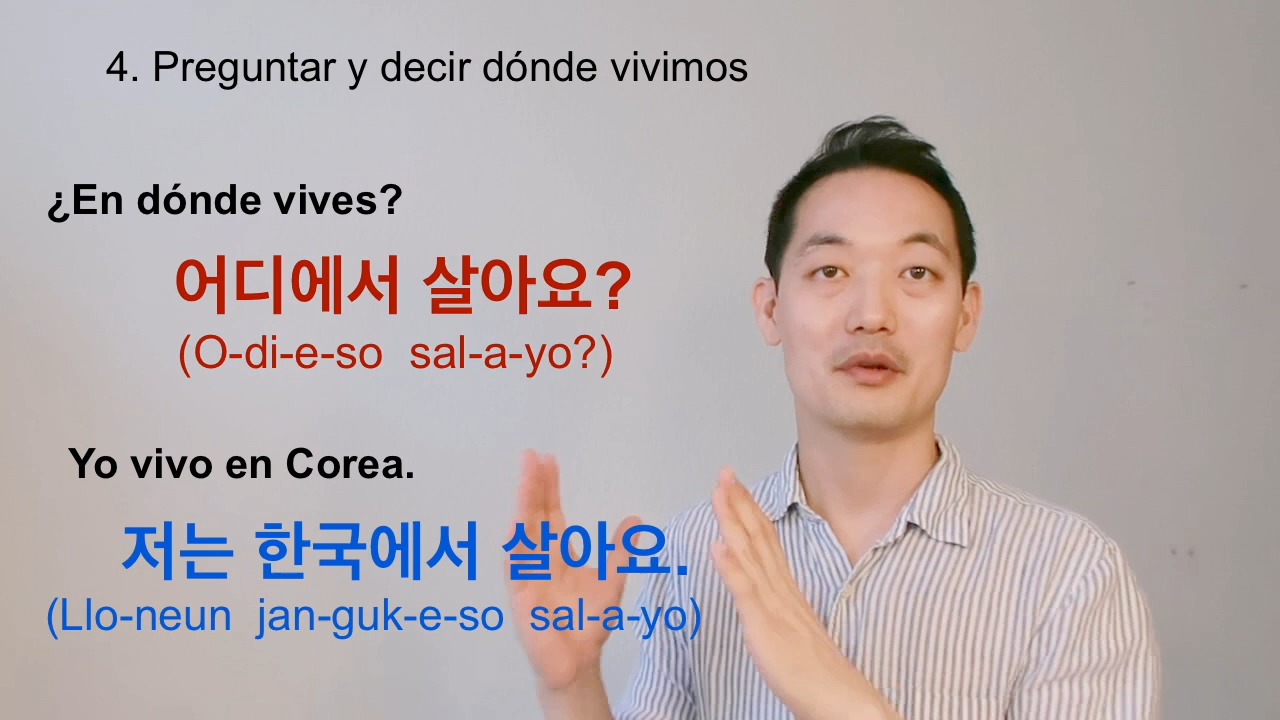 4. Preguntar y decir dónde vivimos
¿En dónde vives?
어디에서 살아요?
(O-di-e-so sal-a-yo?)
Yo vivo en Corea.
저는 한국에서 살아요.
(Llo-neun jan-guk-e-so sal-a-yo)